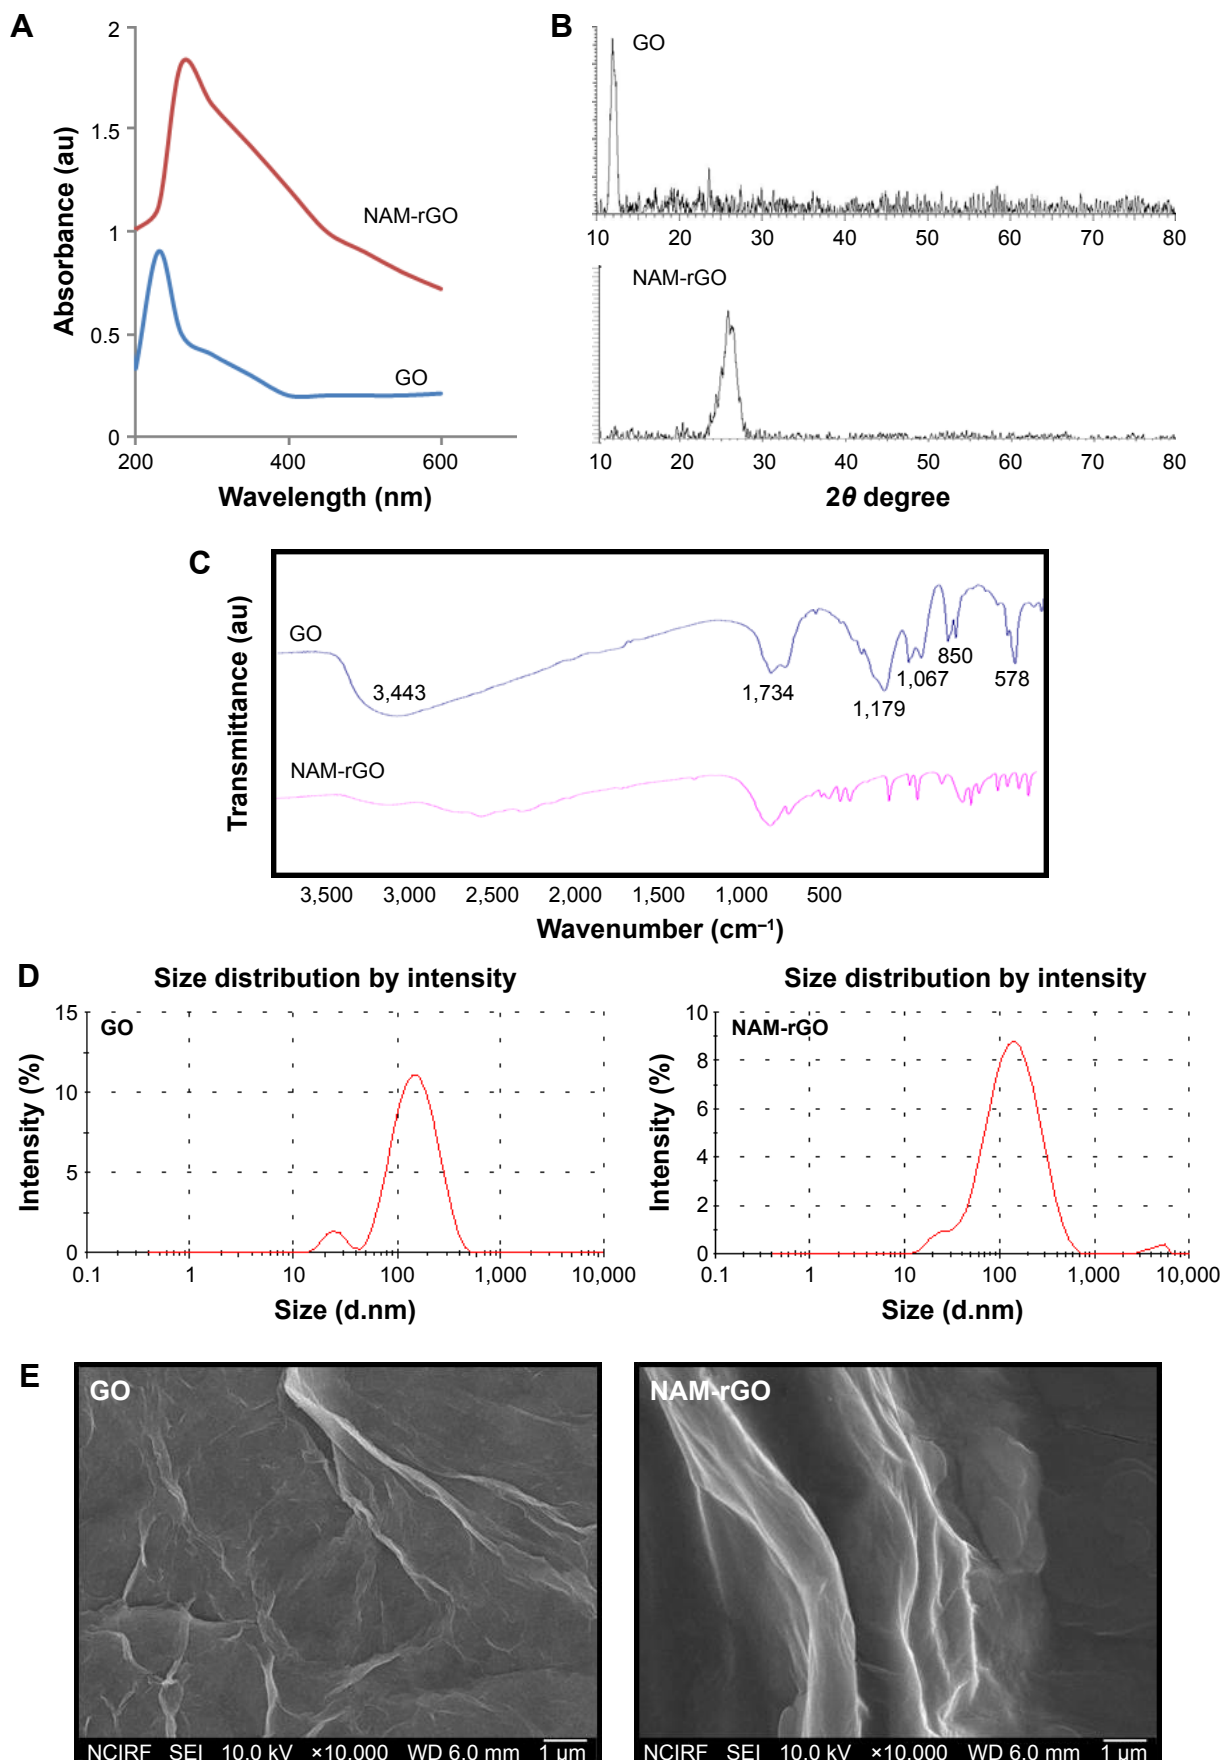 A
2
1.5
1
0.5
0
Absorbance (au)
NAM-rGO
GO
200 400 600
Wavelength (nm)
B
GO
10 20 30 40 50 60 70 80
NAM-rGO
10 20 30 40 50 60 70 80
2θ degree
C
Transmittance (au)
GO
3,443
1,734
1,179
1,067
850
578
NAM-rGO
3,500 3,000 2,500 2,000 1,500 1,000 500
Wavenumber (cm⁻¹)
D
Size distribution by intensity
GO
15
10
5
0
Intensity (%)
0.1 1 10 100 1,000 10,000
Size (d.nm)
Size distribution by intensity
NAM-rGO
10
8
6
4
2
0
Intensity (%)
0.1 1 10 100 1,000 10,000
Size (d.nm)
E
GO
NCIRF SEI 10.0 kV ×10,000 WD 6.0 mm 1 µm
NAM-rGO
NCIRF SEI 10.0 kV ×10,000 WD 6.0 mm 1 µm